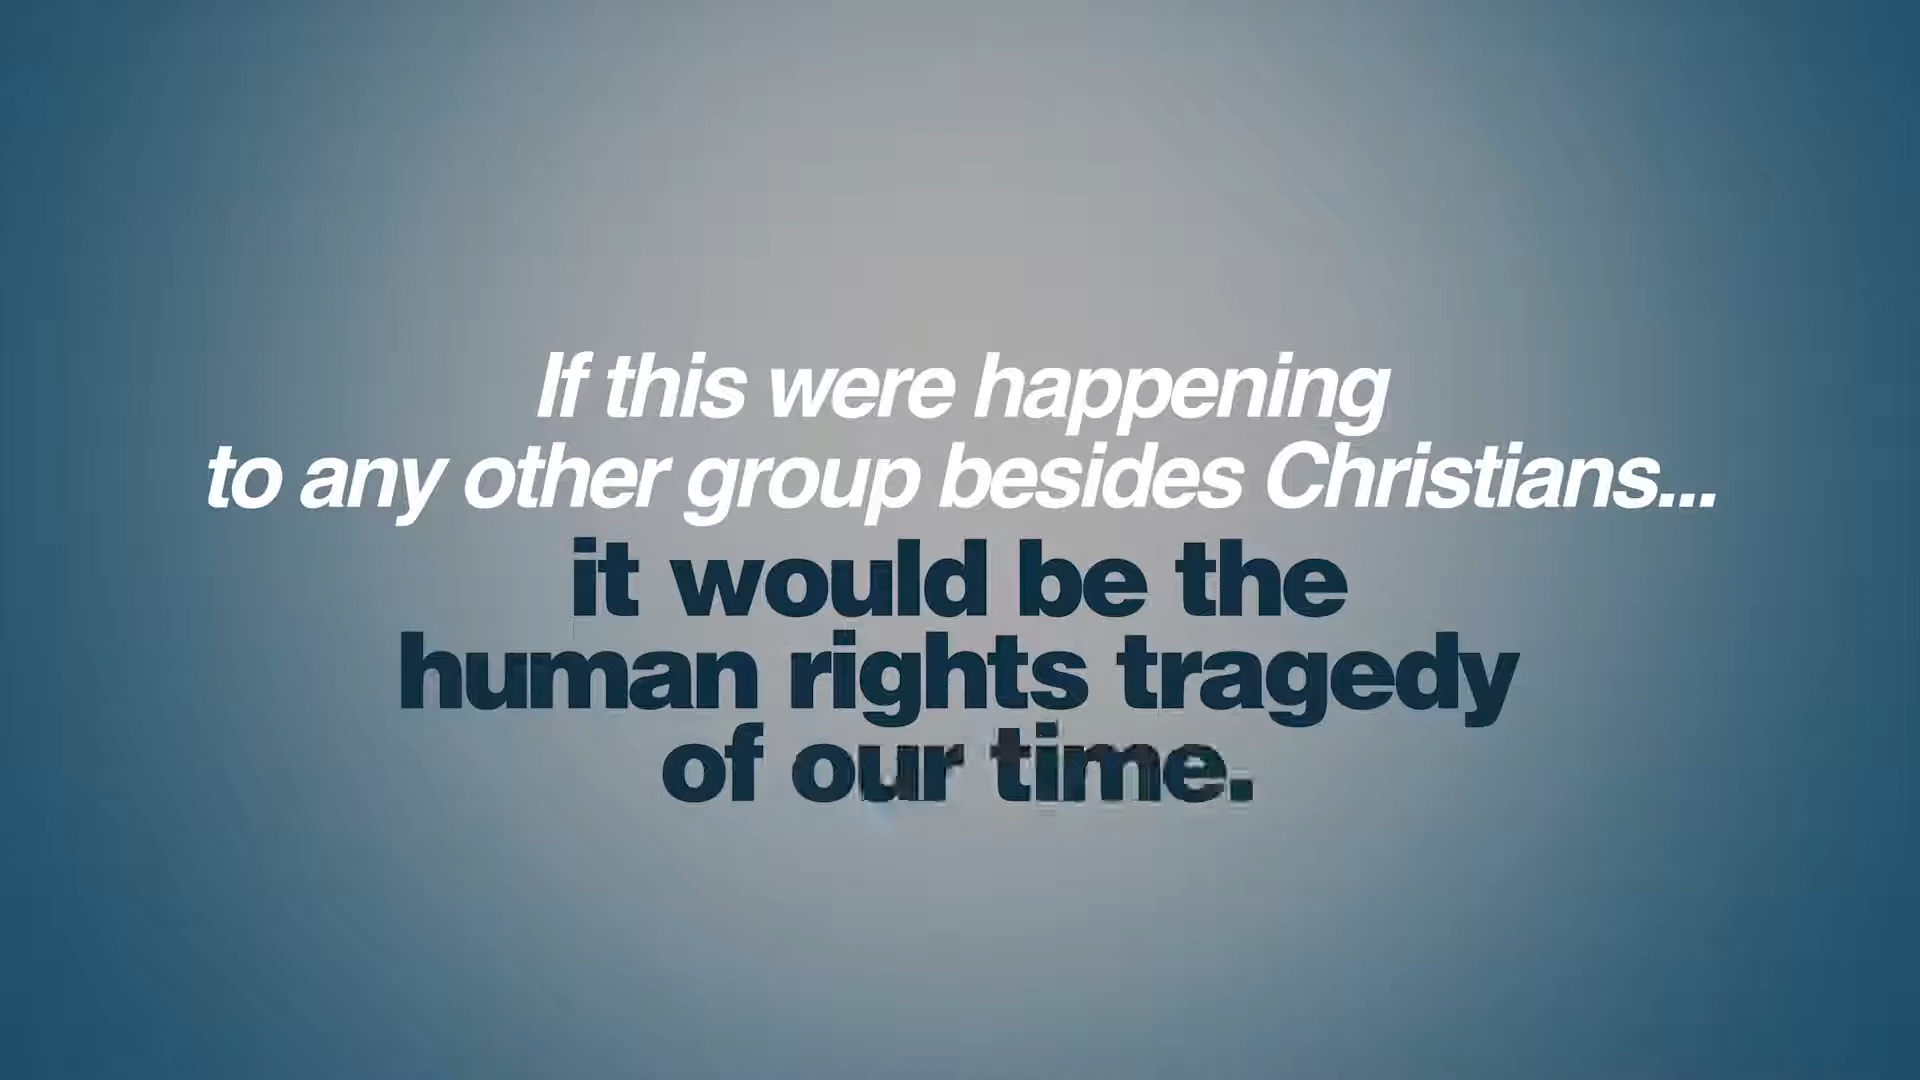 If this were happening
to any other group besides Christians...
it would be the
human rights tragedy
of our time.